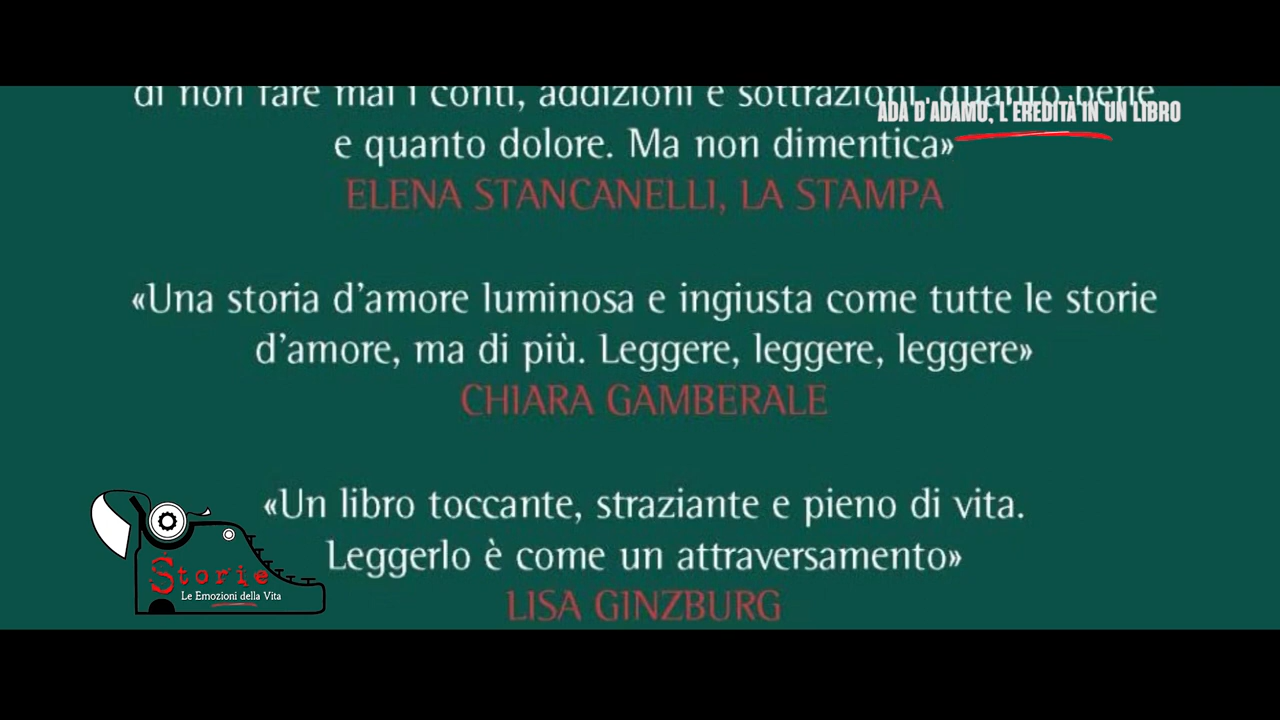 di non fare mai i conti, addizioni e sottrazioni, quanto bene
ADA D'ADAMO, L'EREDITÀ IN UN LIBRO
e quanto dolore. Ma non dimentica»
ELENA STANCANELLI, LA STAMPA
«Una storia d’amore luminosa e ingiusta come tutte le storie
d’amore, ma di più. Leggere, leggere, leggere»
CHIARA GAMBERALE
«Un libro toccante, straziante e pieno di vita.
Leggerlo è come un attraversamento»
LISA GINZBURG
Storie
Le Emozioni della Vita